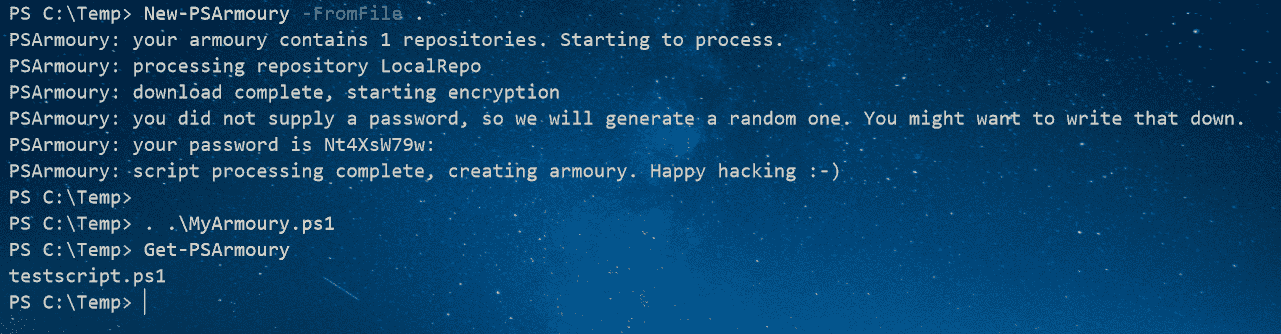 PS C:\Temp> New-PSArmoury -FromFile .
PSArmoury: your armoury contains 1 repositories. Starting to process.
PSArmoury: processing repository LocalRepo
PSArmoury: download complete, starting encryption
PSArmoury: you did not supply a password, so we will generate a random one. You might want to write that down.
PSArmoury: your password is Nt4XsW79w:
PSArmoury: script processing complete, creating armoury. Happy hacking :-)
PS C:\Temp>
PS C:\Temp> . .\MyArmoury.ps1
PS C:\Temp> Get-PSArmoury
testscript.ps1
PS C:\Temp>